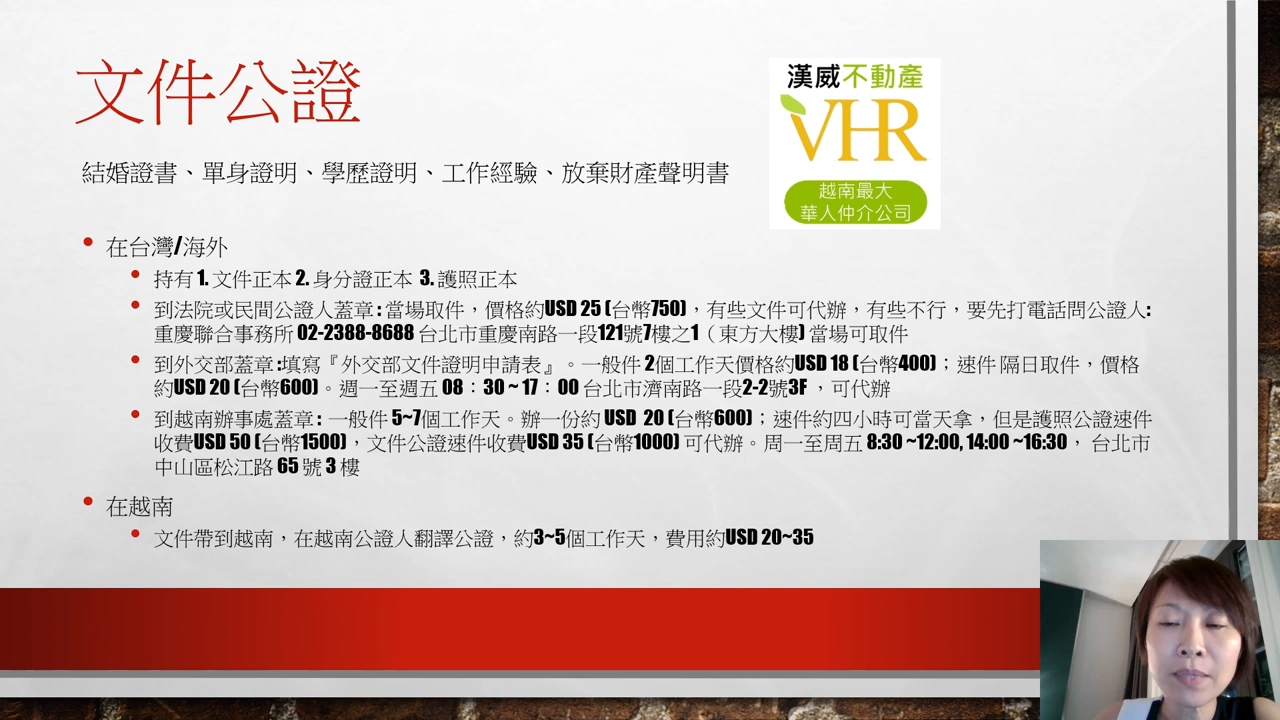 文件公證
漢威不動產
VHR
越南最大
華人仲介公司
結婚證書、單身證明、學歷證明、工作經驗、放棄財產聲明書
• 在台灣/海外
• 持有 1. 文件正本 2. 身分證正本 3. 護照正本
• 到法院或民間公證人蓋章 : 當場取件，價格約USD 25 (台幣750)，有些文件可代辦，有些不行，要先打電話問公證人:
重慶聯合事務所 02-2388-8688 台北市重慶南路一段121號7樓之1（東方大樓) 當場可取件
• 到外交部蓋章 :填寫『外交部文件證明申請表』。一般件 2個工作天價格約USD 18 (台幣400)；速件 隔日取件，價格
約USD 20 (台幣600)。週一至週五 08：30 ~ 17：00 台北市濟南路一段2-2號3F ，可代辦
• 到越南辦事處蓋章 : 一般件 5~7個工作天。辦一份約 USD 20 (台幣600)；速件約四小時可當天拿，但是護照公證速件
收費USD 50 (台幣1500)，文件公證速件收費USD 35 (台幣1000) 可代辦。周一至周五 8:30 ~12:00, 14:00 ~16:30， 台北市
中山區松江路 65 號 3 樓
• 在越南
• 文件帶到越南，在越南公證人翻譯公證，約3~5個工作天，費用約USD 20~35